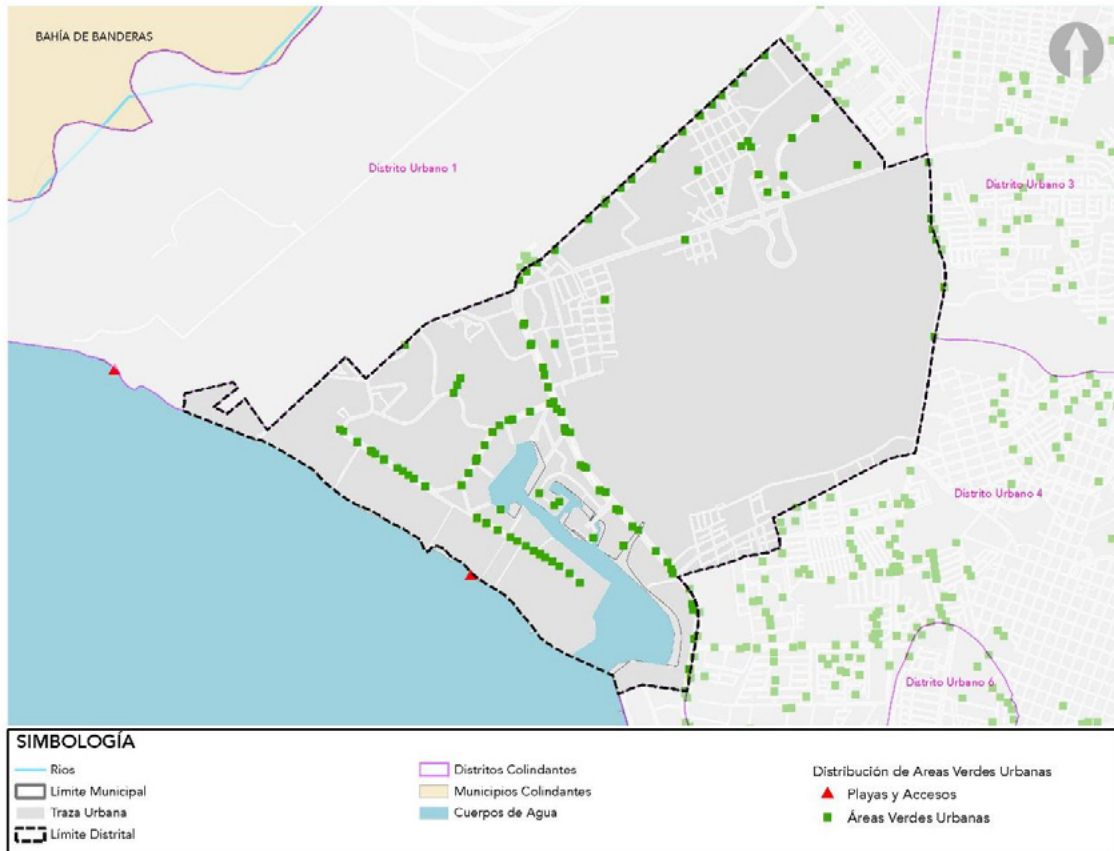 BAHÍA DE BANDERAS
Distrito Urbano 1
Distrito Urbano 3
Distrito Urbano 4
Distrito Urbano 6
SIMBOLOGÍA
Ríos
Límite Municipal
Traza Urbana
Límite Distrital
Distritos Colindantes
Municipios Colindantes
Cuerpos de Agua
Distribución de Areas Verdes Urbanas
Playas y Accesos
Áreas Verdes Urbanas